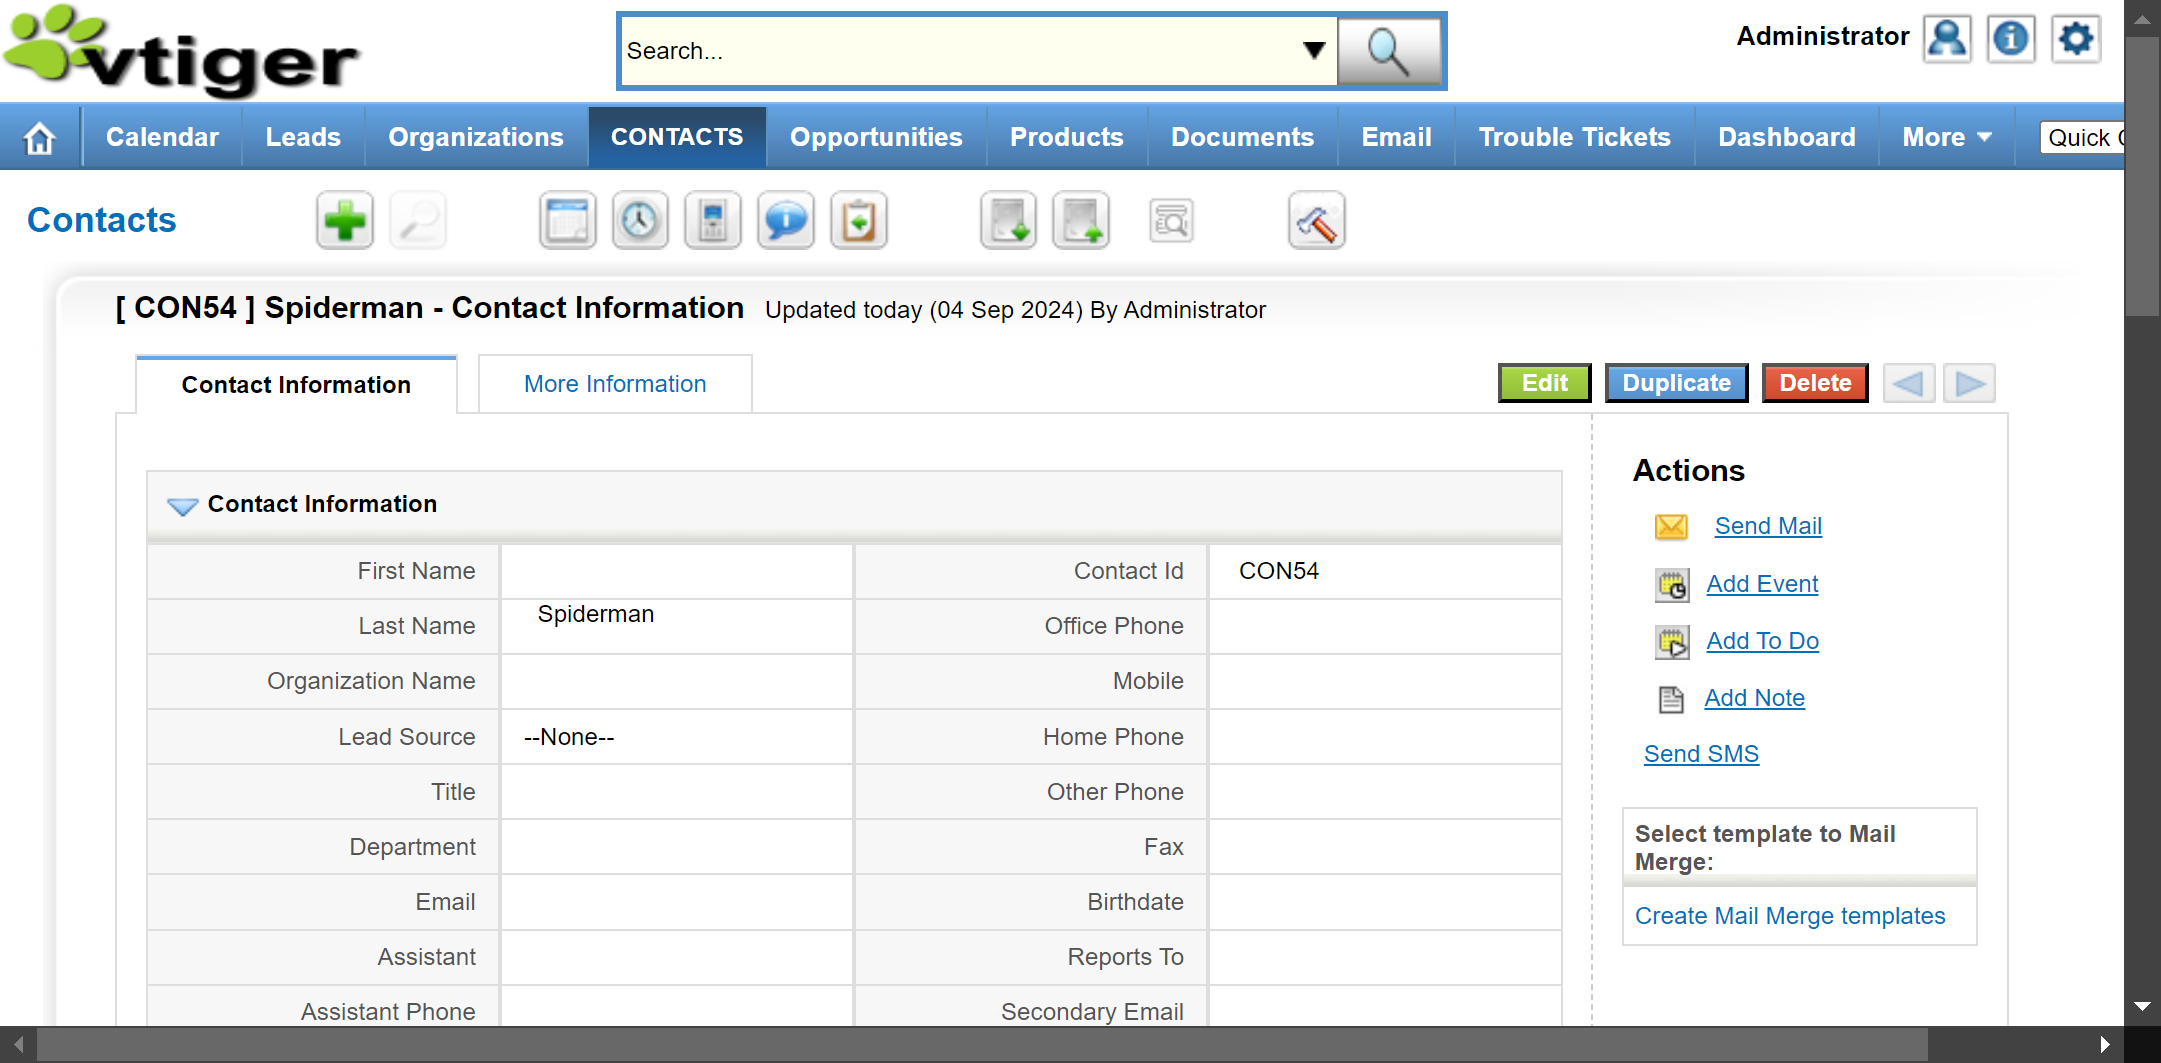 vtiger
Search...
Administrator
Calendar
Leads
Organizations
CONTACTS
Opportunities
Products
Documents
Email
Trouble Tickets
Dashboard
More
Quick
Contacts
[ CON54 ] Spiderman - Contact Information Updated today (04 Sep 2024) By Administrator
Contact Information
More Information
Edit
Duplicate
Delete
Contact Information
First Name
Contact Id
CON54
Last Name
Spiderman
Office Phone
Organization Name
Mobile
Lead Source
--None--
Home Phone
Title
Other Phone
Department
Fax
Email
Birthdate
Assistant
Reports To
Assistant Phone
Secondary Email
Actions
Send Mail
Add Event
Add To Do
Add Note
Send SMS
Select template to Mail
Merge:
Create Mail Merge templates